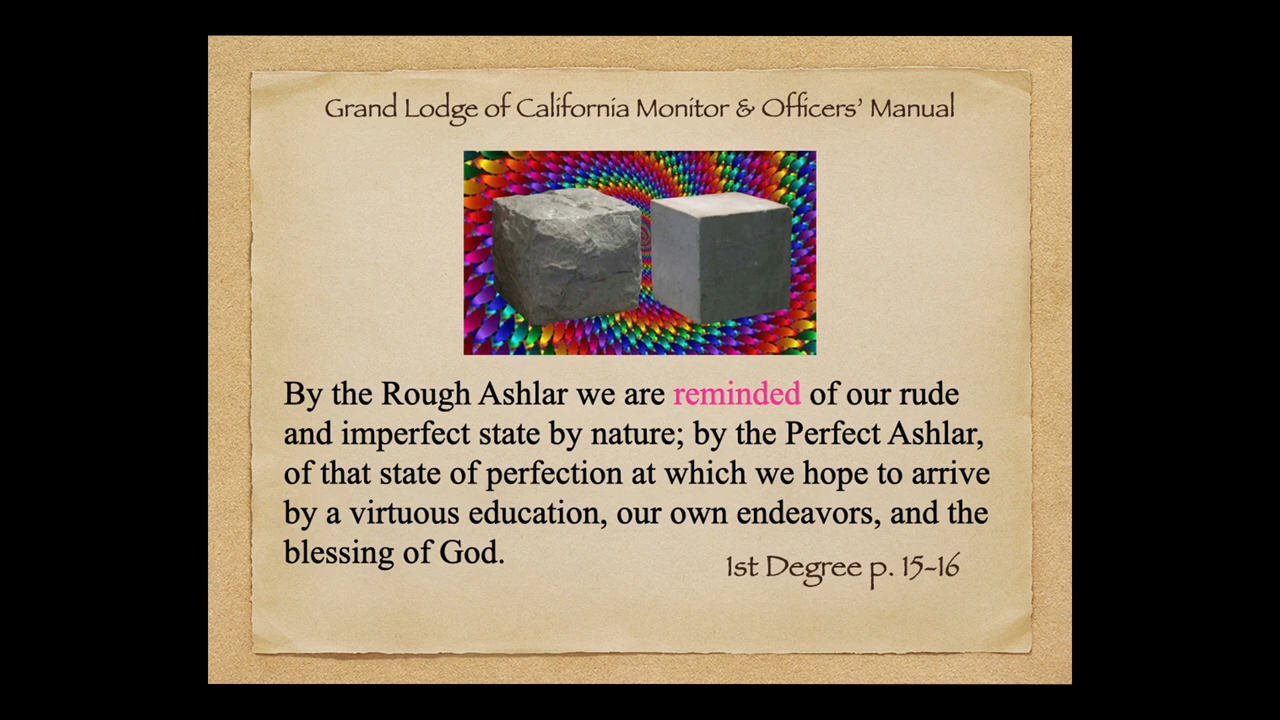 Grand Lodge of California Monitor & Officers’ Manual
By the Rough Ashlar we are reminded of our rude
and imperfect state by nature; by the Perfect Ashlar,
of that state of perfection at which we hope to arrive
by a virtuous education, our own endeavors, and the
blessing of God.
1st Degree p. 15-16